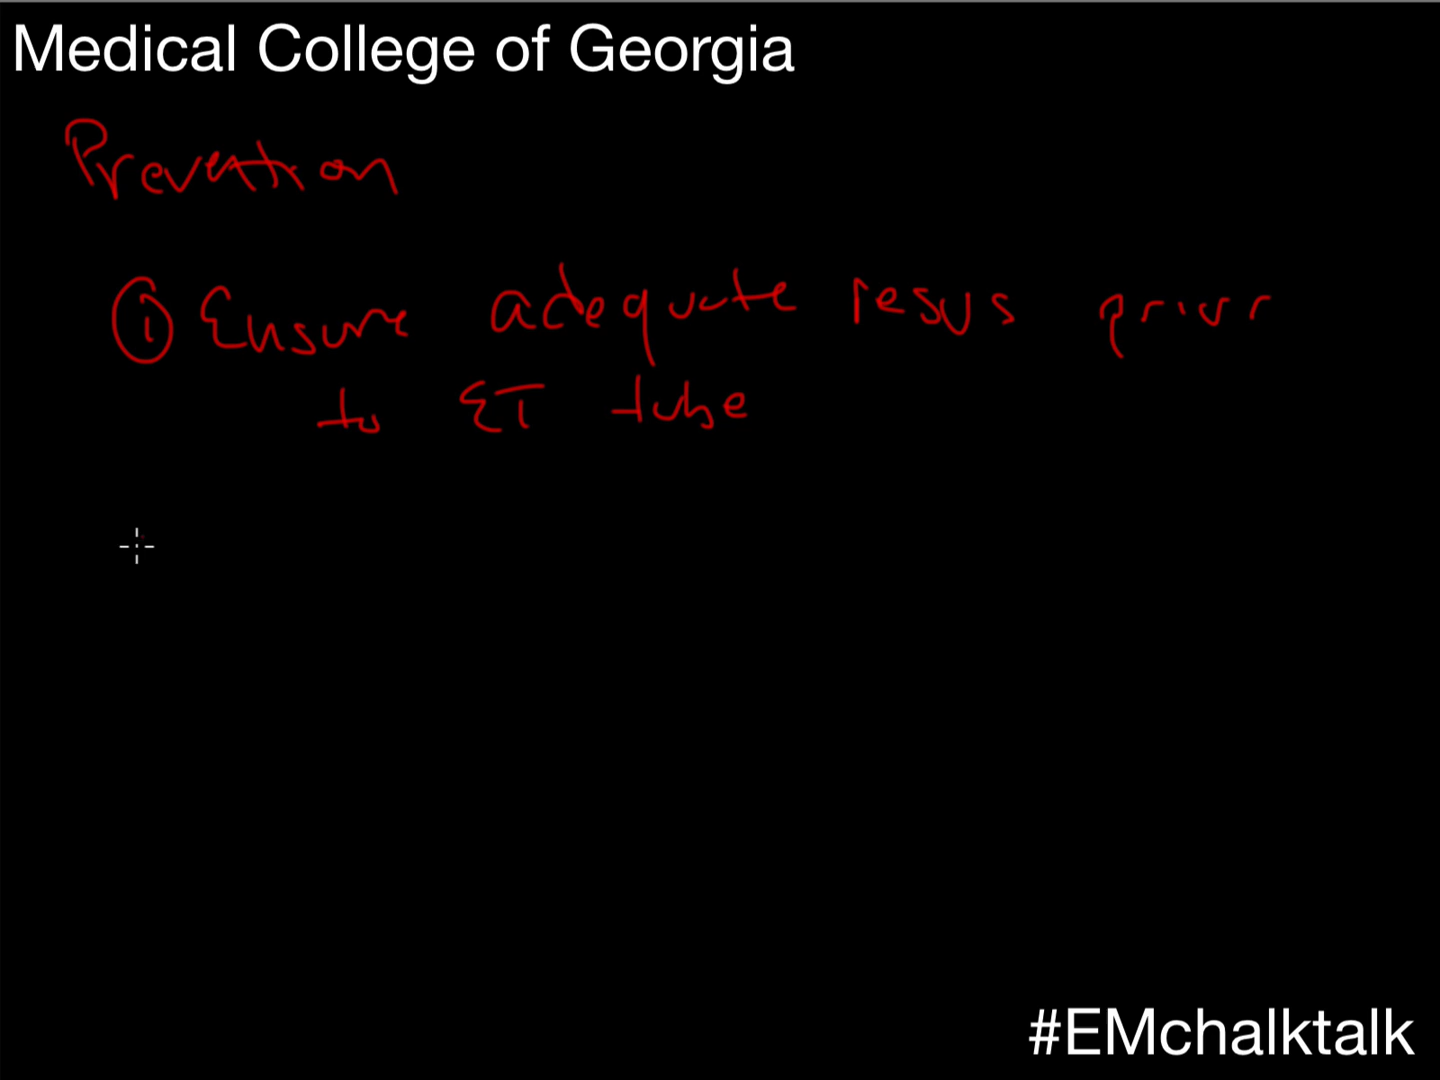 Medical College of Georgia
Prevention
① Ensure adequate resus prior
to ET tube
#EMchalktalk